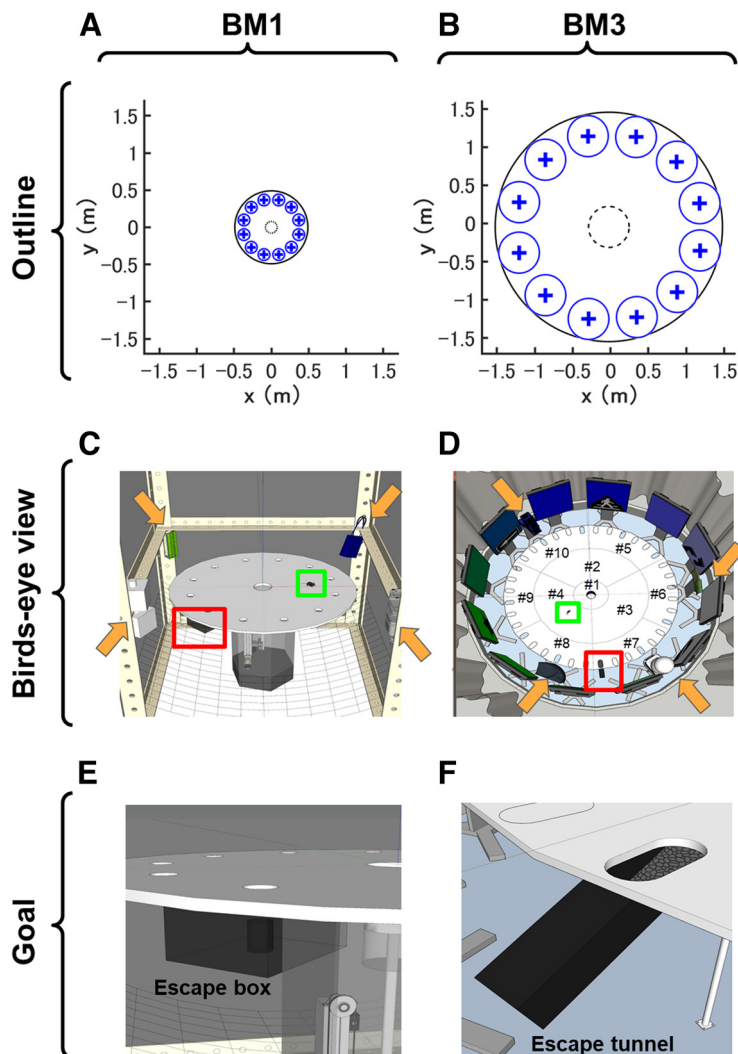 A
BM1
B
BM3
Outline
1.5
1
0.5
0
−0.5
−1
−1.5
y (m)
−1.5 −1 −0.5 0 0.5 1 1.5
x (m)
1.5
1
0.5
0
−0.5
−1
−1.5
y (m)
−1.5 −1 −0.5 0 0.5 1 1.5
x (m)
Birds-eye view
C
D
#10 #5
#2
#1
#9 #4 #6
#3
#8 #7
Goal
E
F
Escape box
Escape tunnel